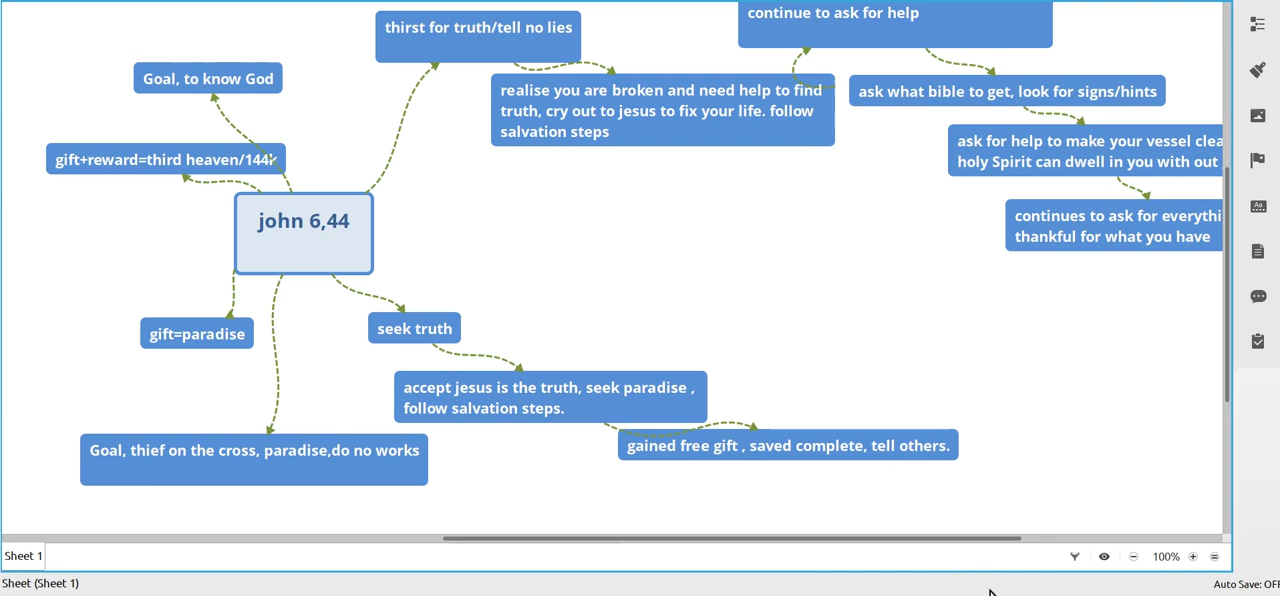 continue to ask for help
thirst for truth/tell no lies
Goal, to know God
realise you are broken and need help to find
truth, cry out to jesus to fix your life. follow
salvation steps
ask what bible to get, look for signs/hints
ask for help to make your vessel clea
holy Spirit can dwell in you with out
gift+reward=third heaven/144k
continues to ask for everythi
thankful for what you have
john 6,44
gift=paradise
seek truth
accept jesus is the truth, seek paradise ,
follow salvation steps.
Goal, thief on the cross, paradise,do no works
gained free gift , saved complete, tell others.
Aa
Sheet 1
100%
Sheet (Sheet 1)
Auto Save: OFF